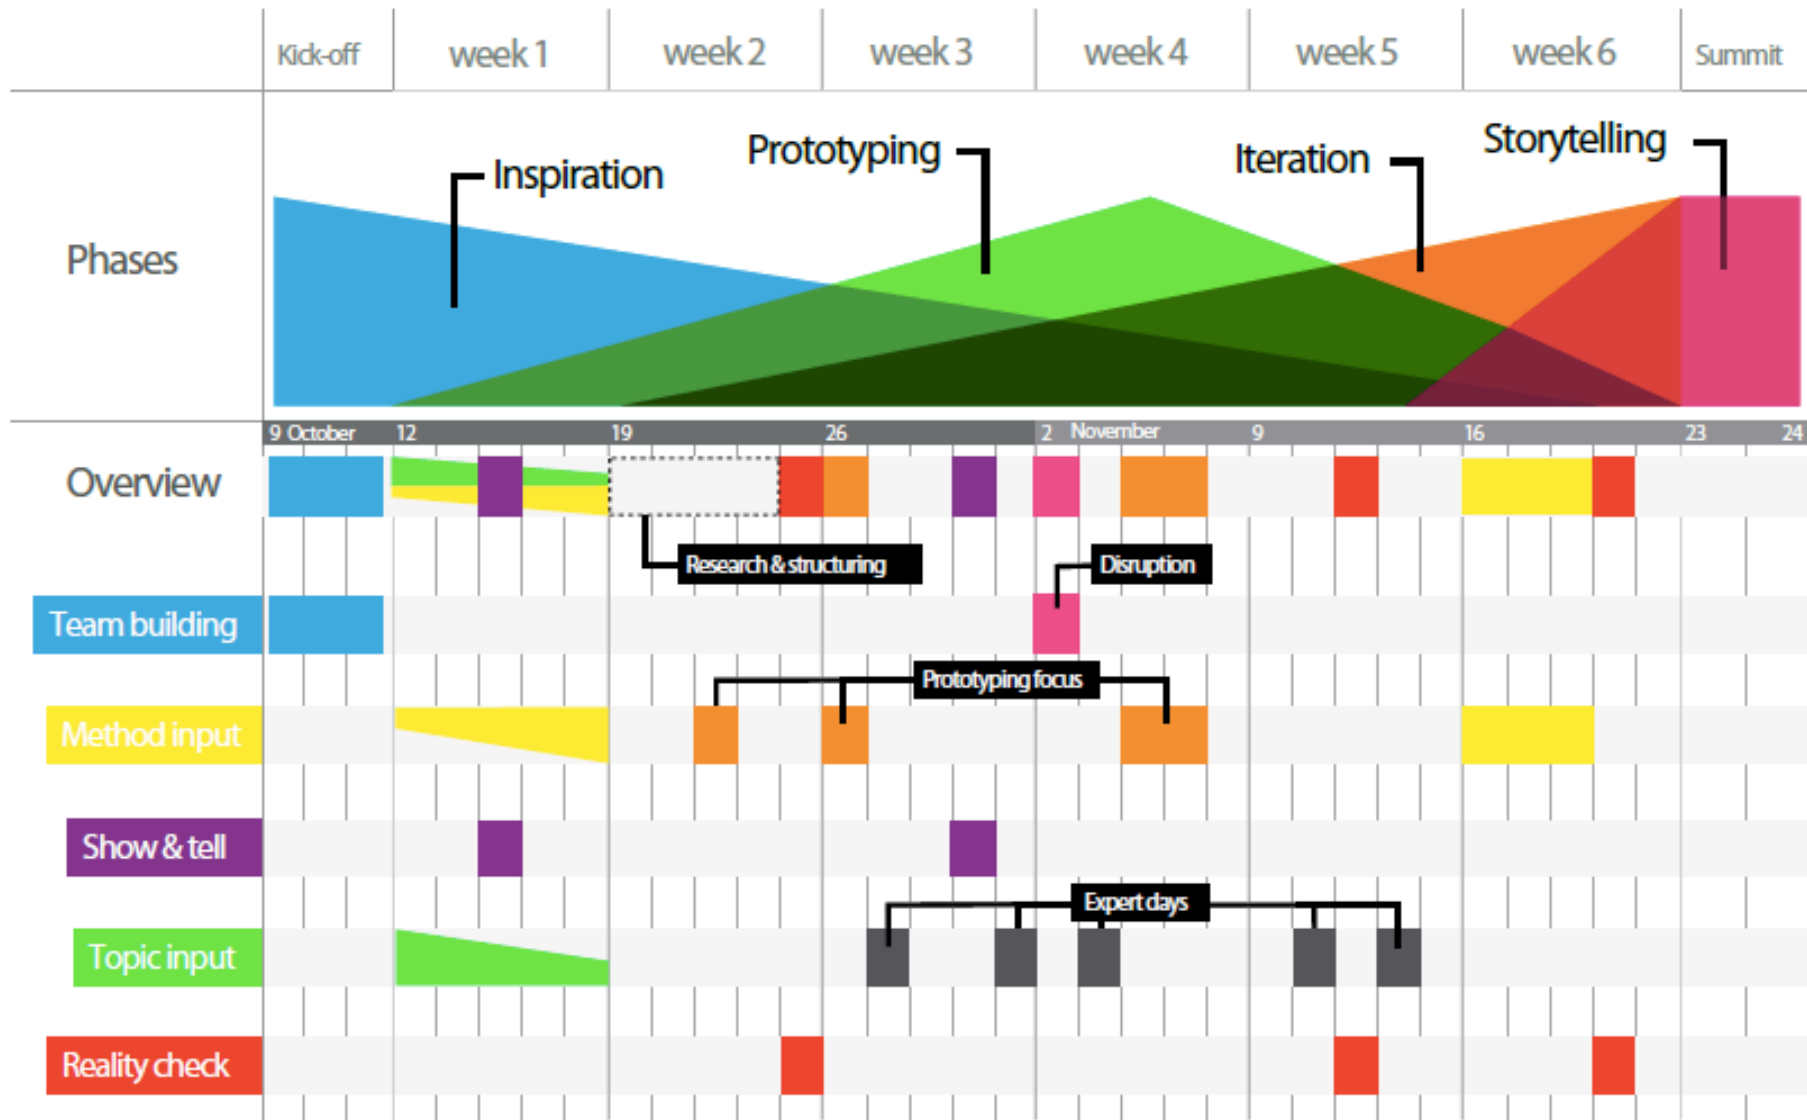 Kick-off week 1 week 2 week 3 week 4 week 5 week 6 Summit
Storytelling
Prototyping
Iteration
Inspiration
Phases
9 October 12 19 26 2 November 9 16 23 24
Overview
Research & structuring
Disruption
Team building
Prototyping focus
Method input
Show & tell
Expert days
Topic input
Reality check